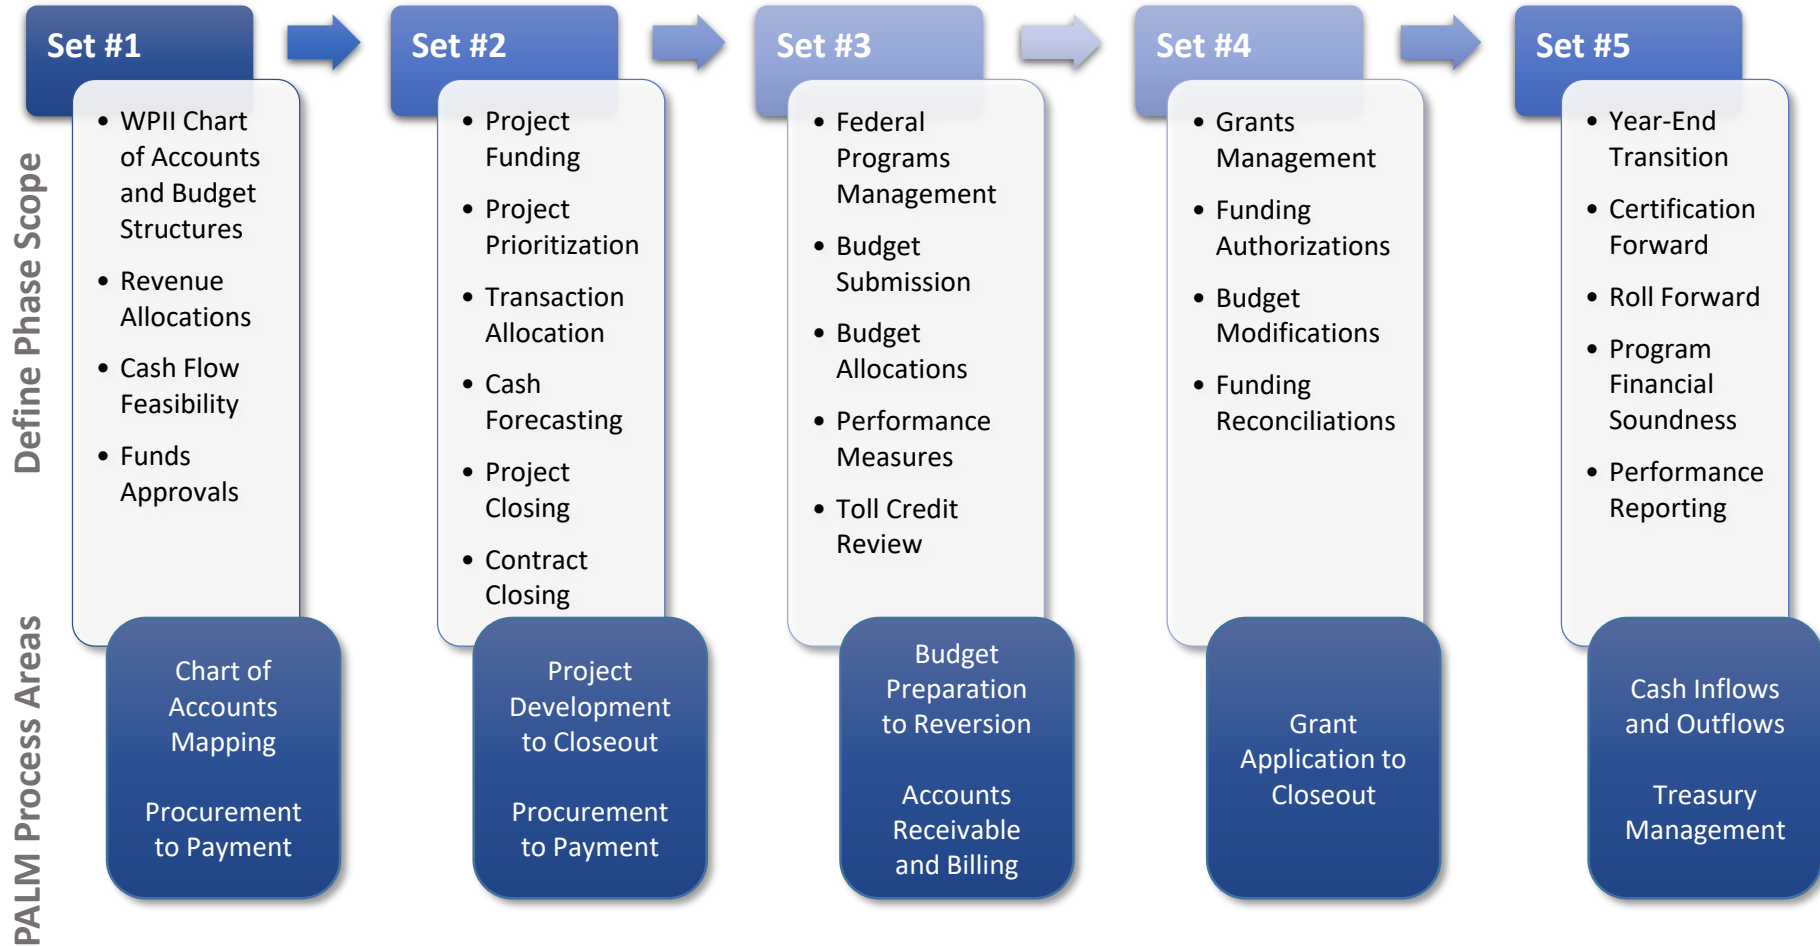 Set #1
Set #2
Set #3
Set #4
Set #5
Define Phase Scope
• WPII Chart
of Accounts
and Budget
Structures
• Revenue
Allocations
• Cash Flow
Feasibility
• Funds
Approvals
• Project
Funding
• Project
Prioritization
• Transaction
Allocation
• Cash
Forecasting
• Project
Closing
• Contract
Closing
• Federal
Programs
Management
• Budget
Submission
• Budget
Allocations
• Performance
Measures
• Toll Credit
Review
• Grants
Management
• Funding
Authorizations
• Budget
Modifications
• Funding
Reconciliations
• Year-End
Transition
• Certification
Forward
• Roll Forward
• Program
Financial
Soundness
• Performance
Reporting
PALM Process Areas
Chart of
Accounts
Mapping
Procurement
to Payment
Project
Development
to Closeout
Procurement
to Payment
Budget
Preparation
to Reversion
Accounts
Receivable
and Billing
Grant
Application to
Closeout
Cash Inflows
and Outflows
Treasury
Management